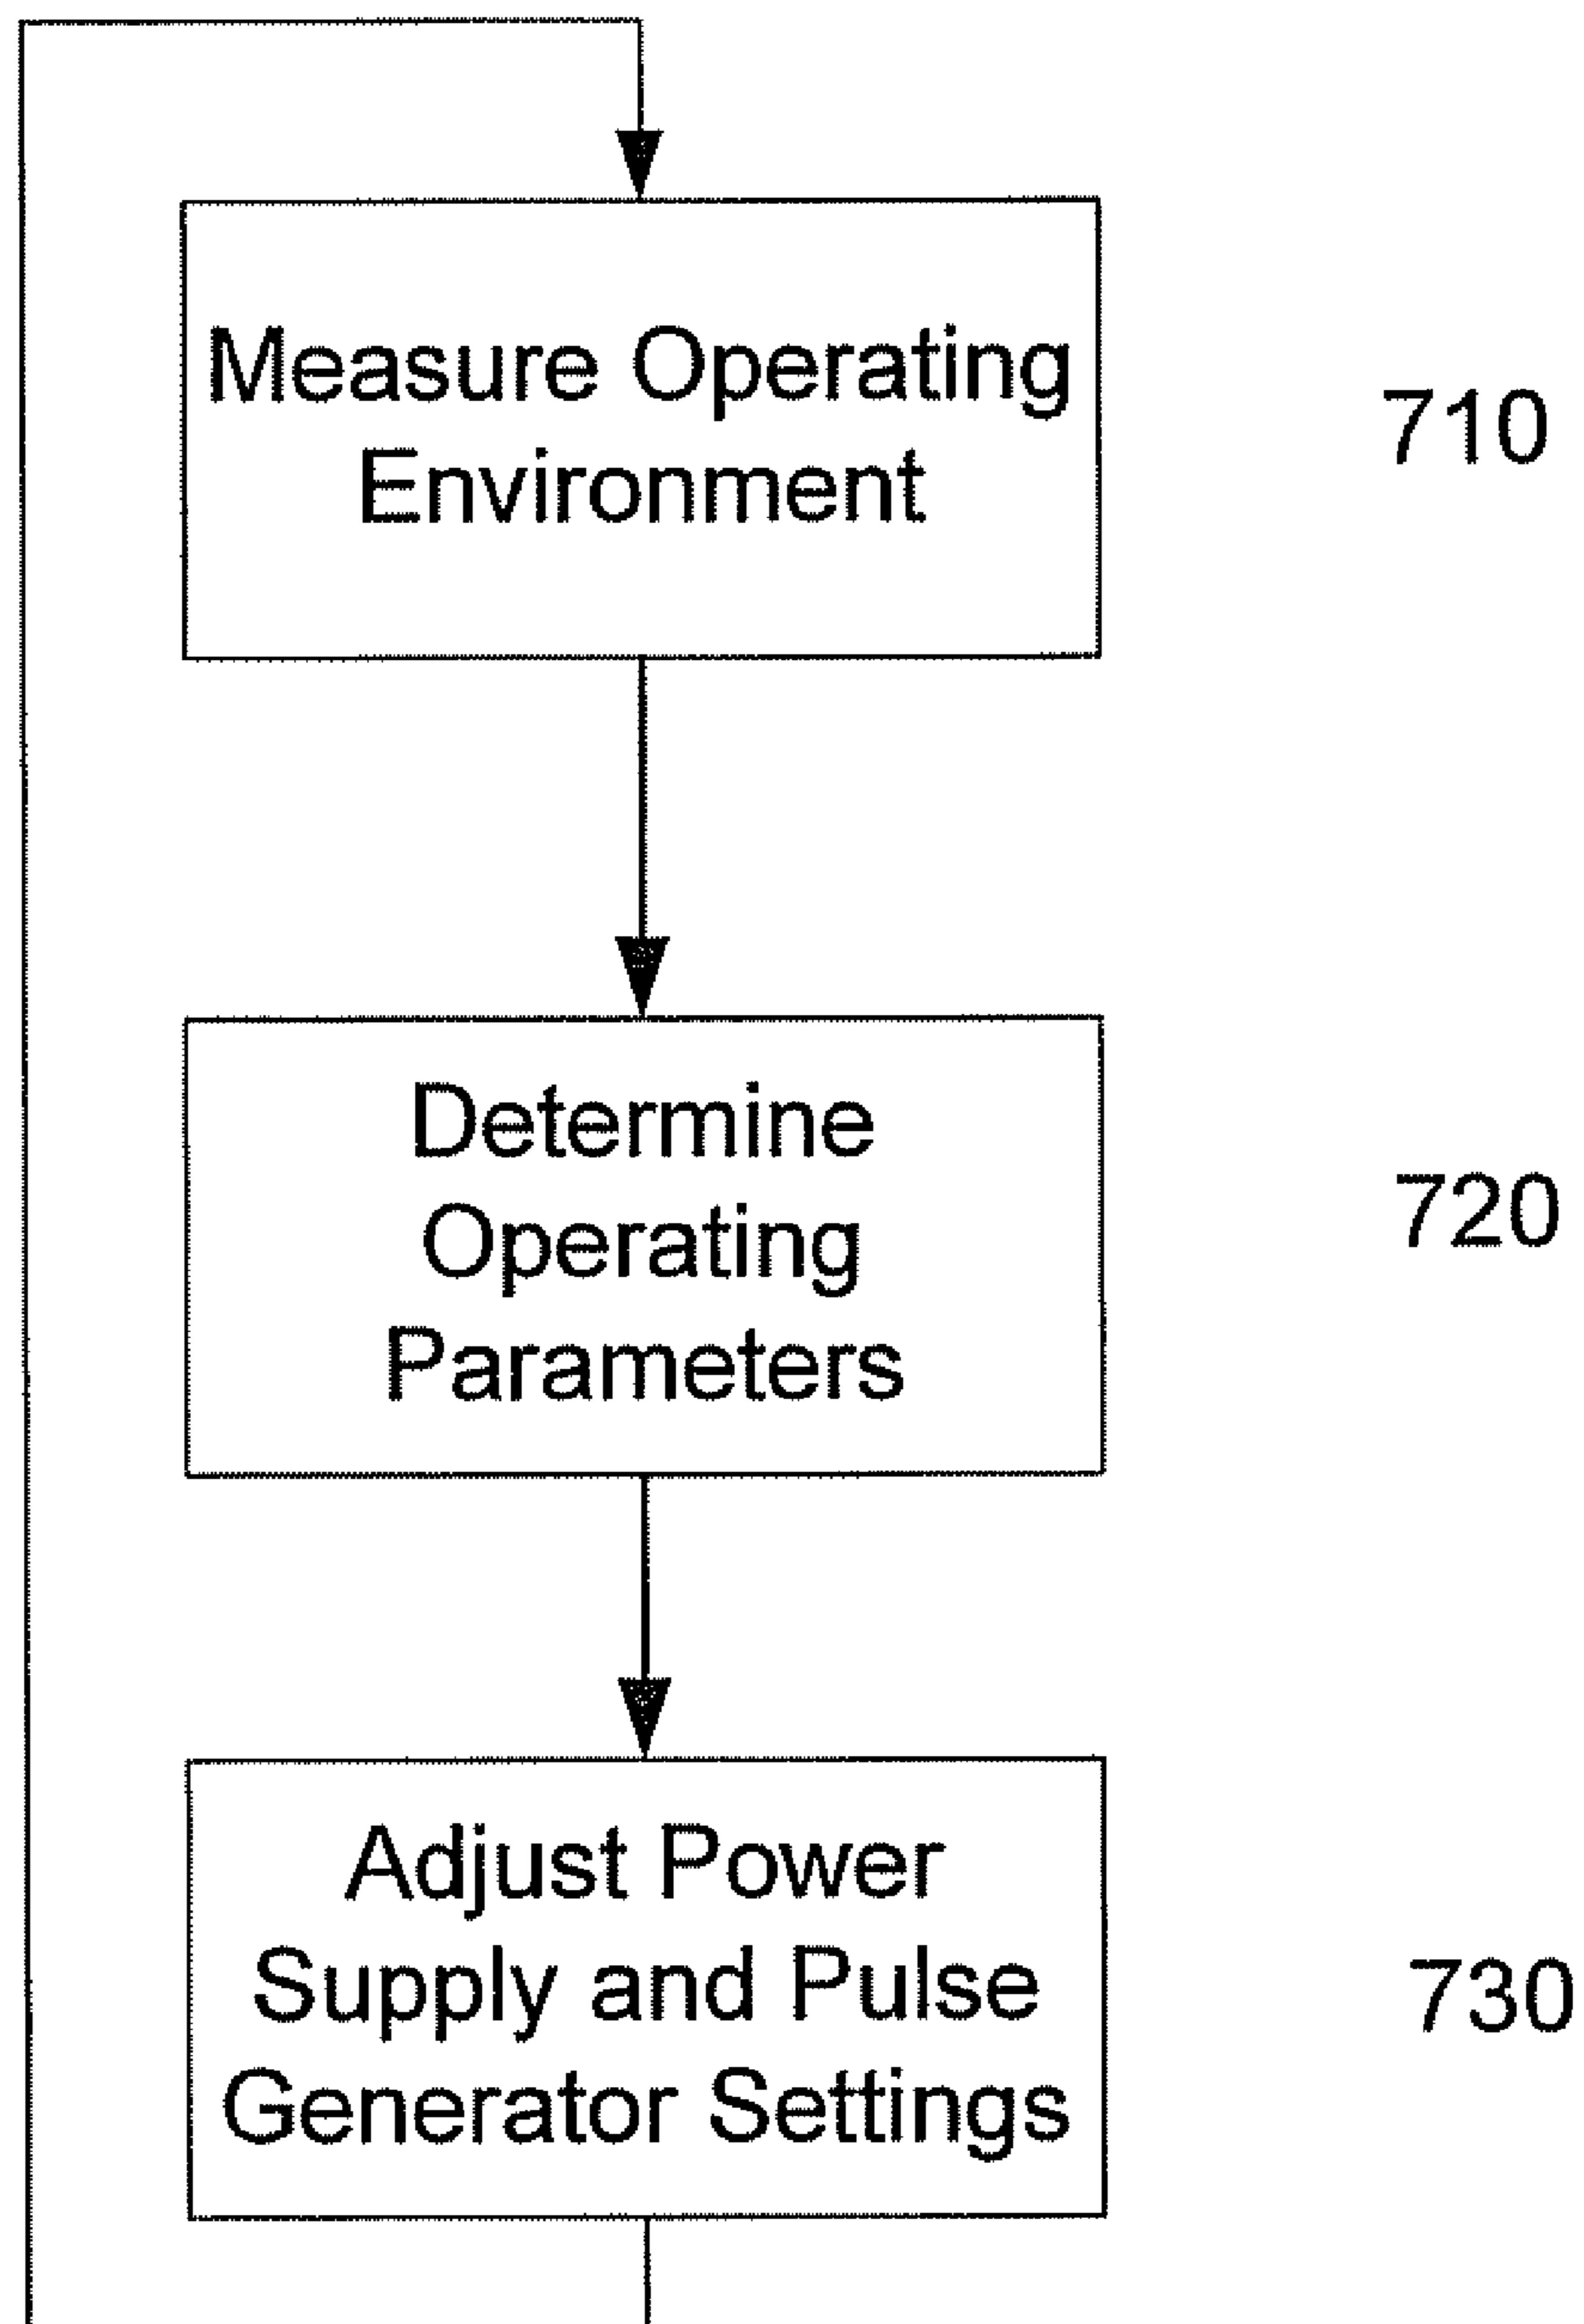 Measure Operating
Environment
710
Determine
Operating
Parameters
720
Adjust Power
Supply and Pulse
Generator Settings
730